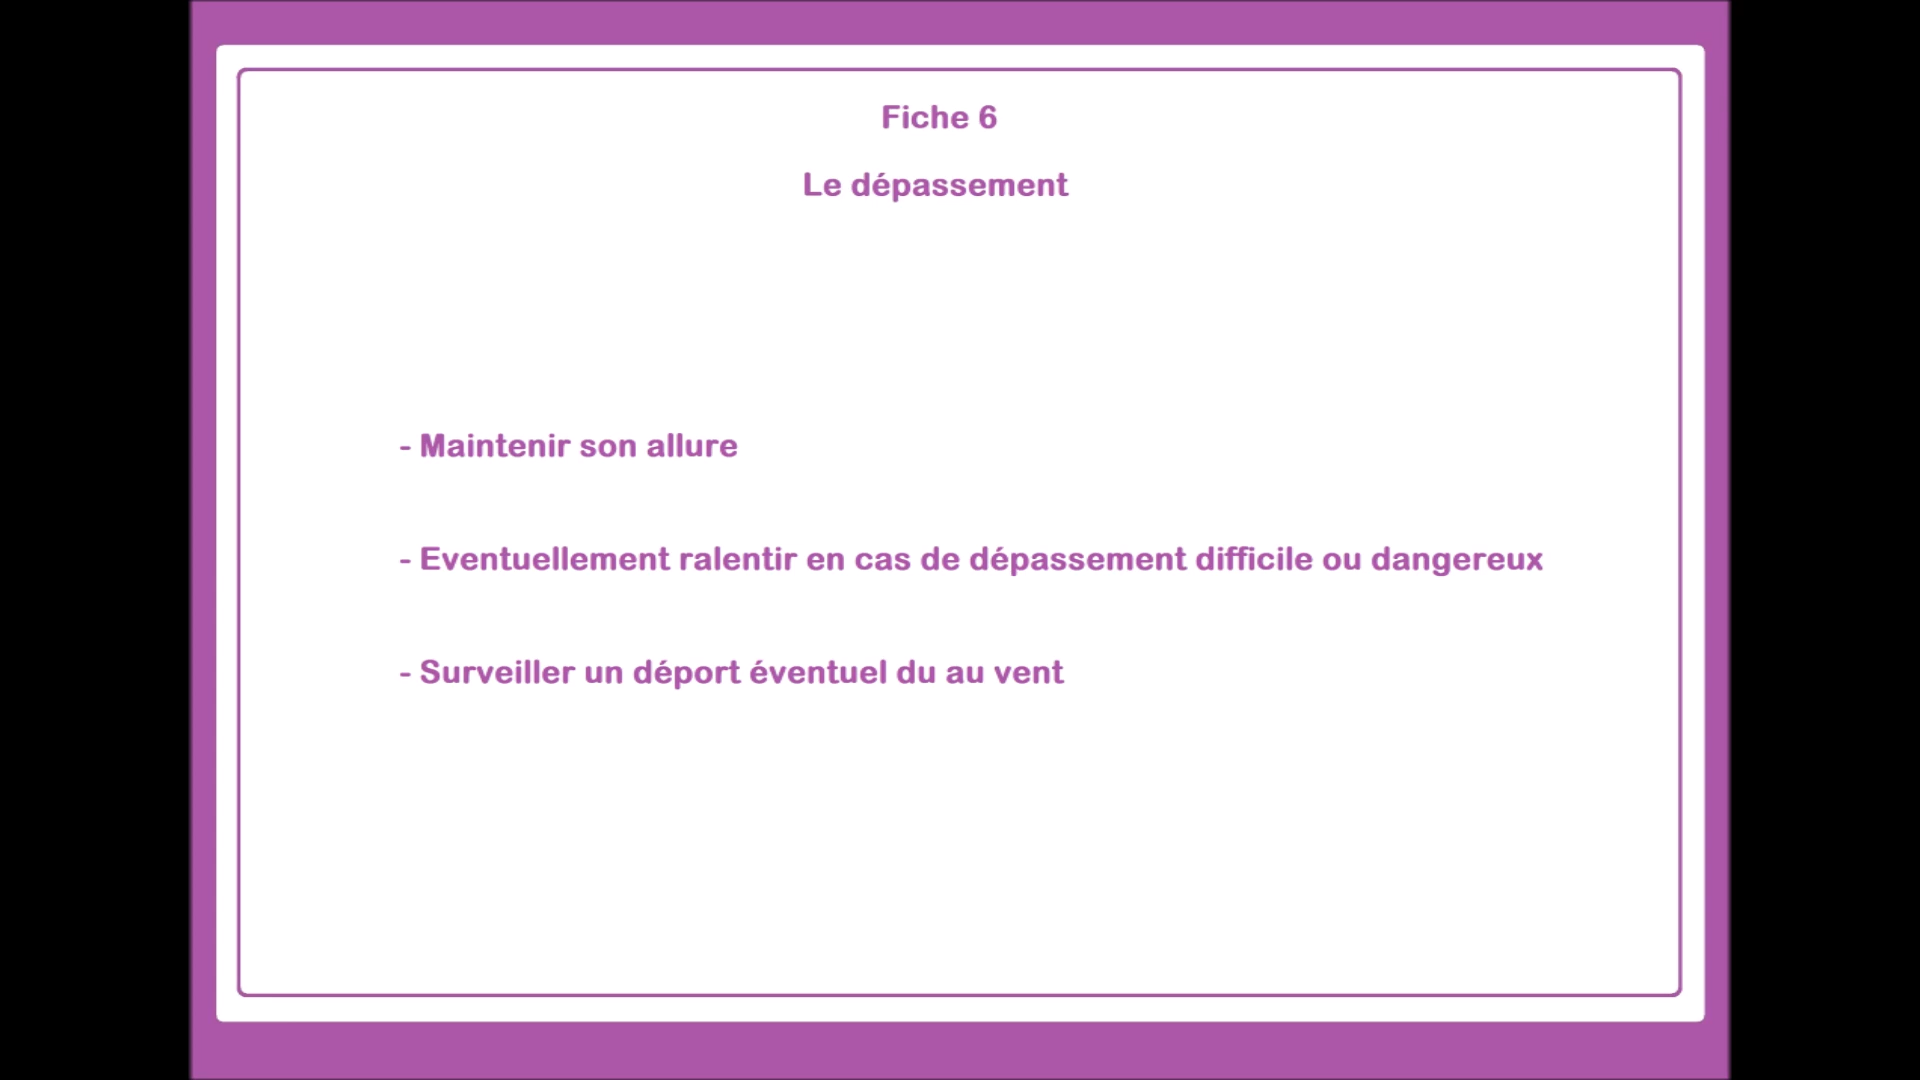 Fiche 6
Le dépassement
- Maintenir son allure
- Eventuellement ralentir en cas de dépassement difficile ou dangereux
- Surveiller un déport éventuel du au vent